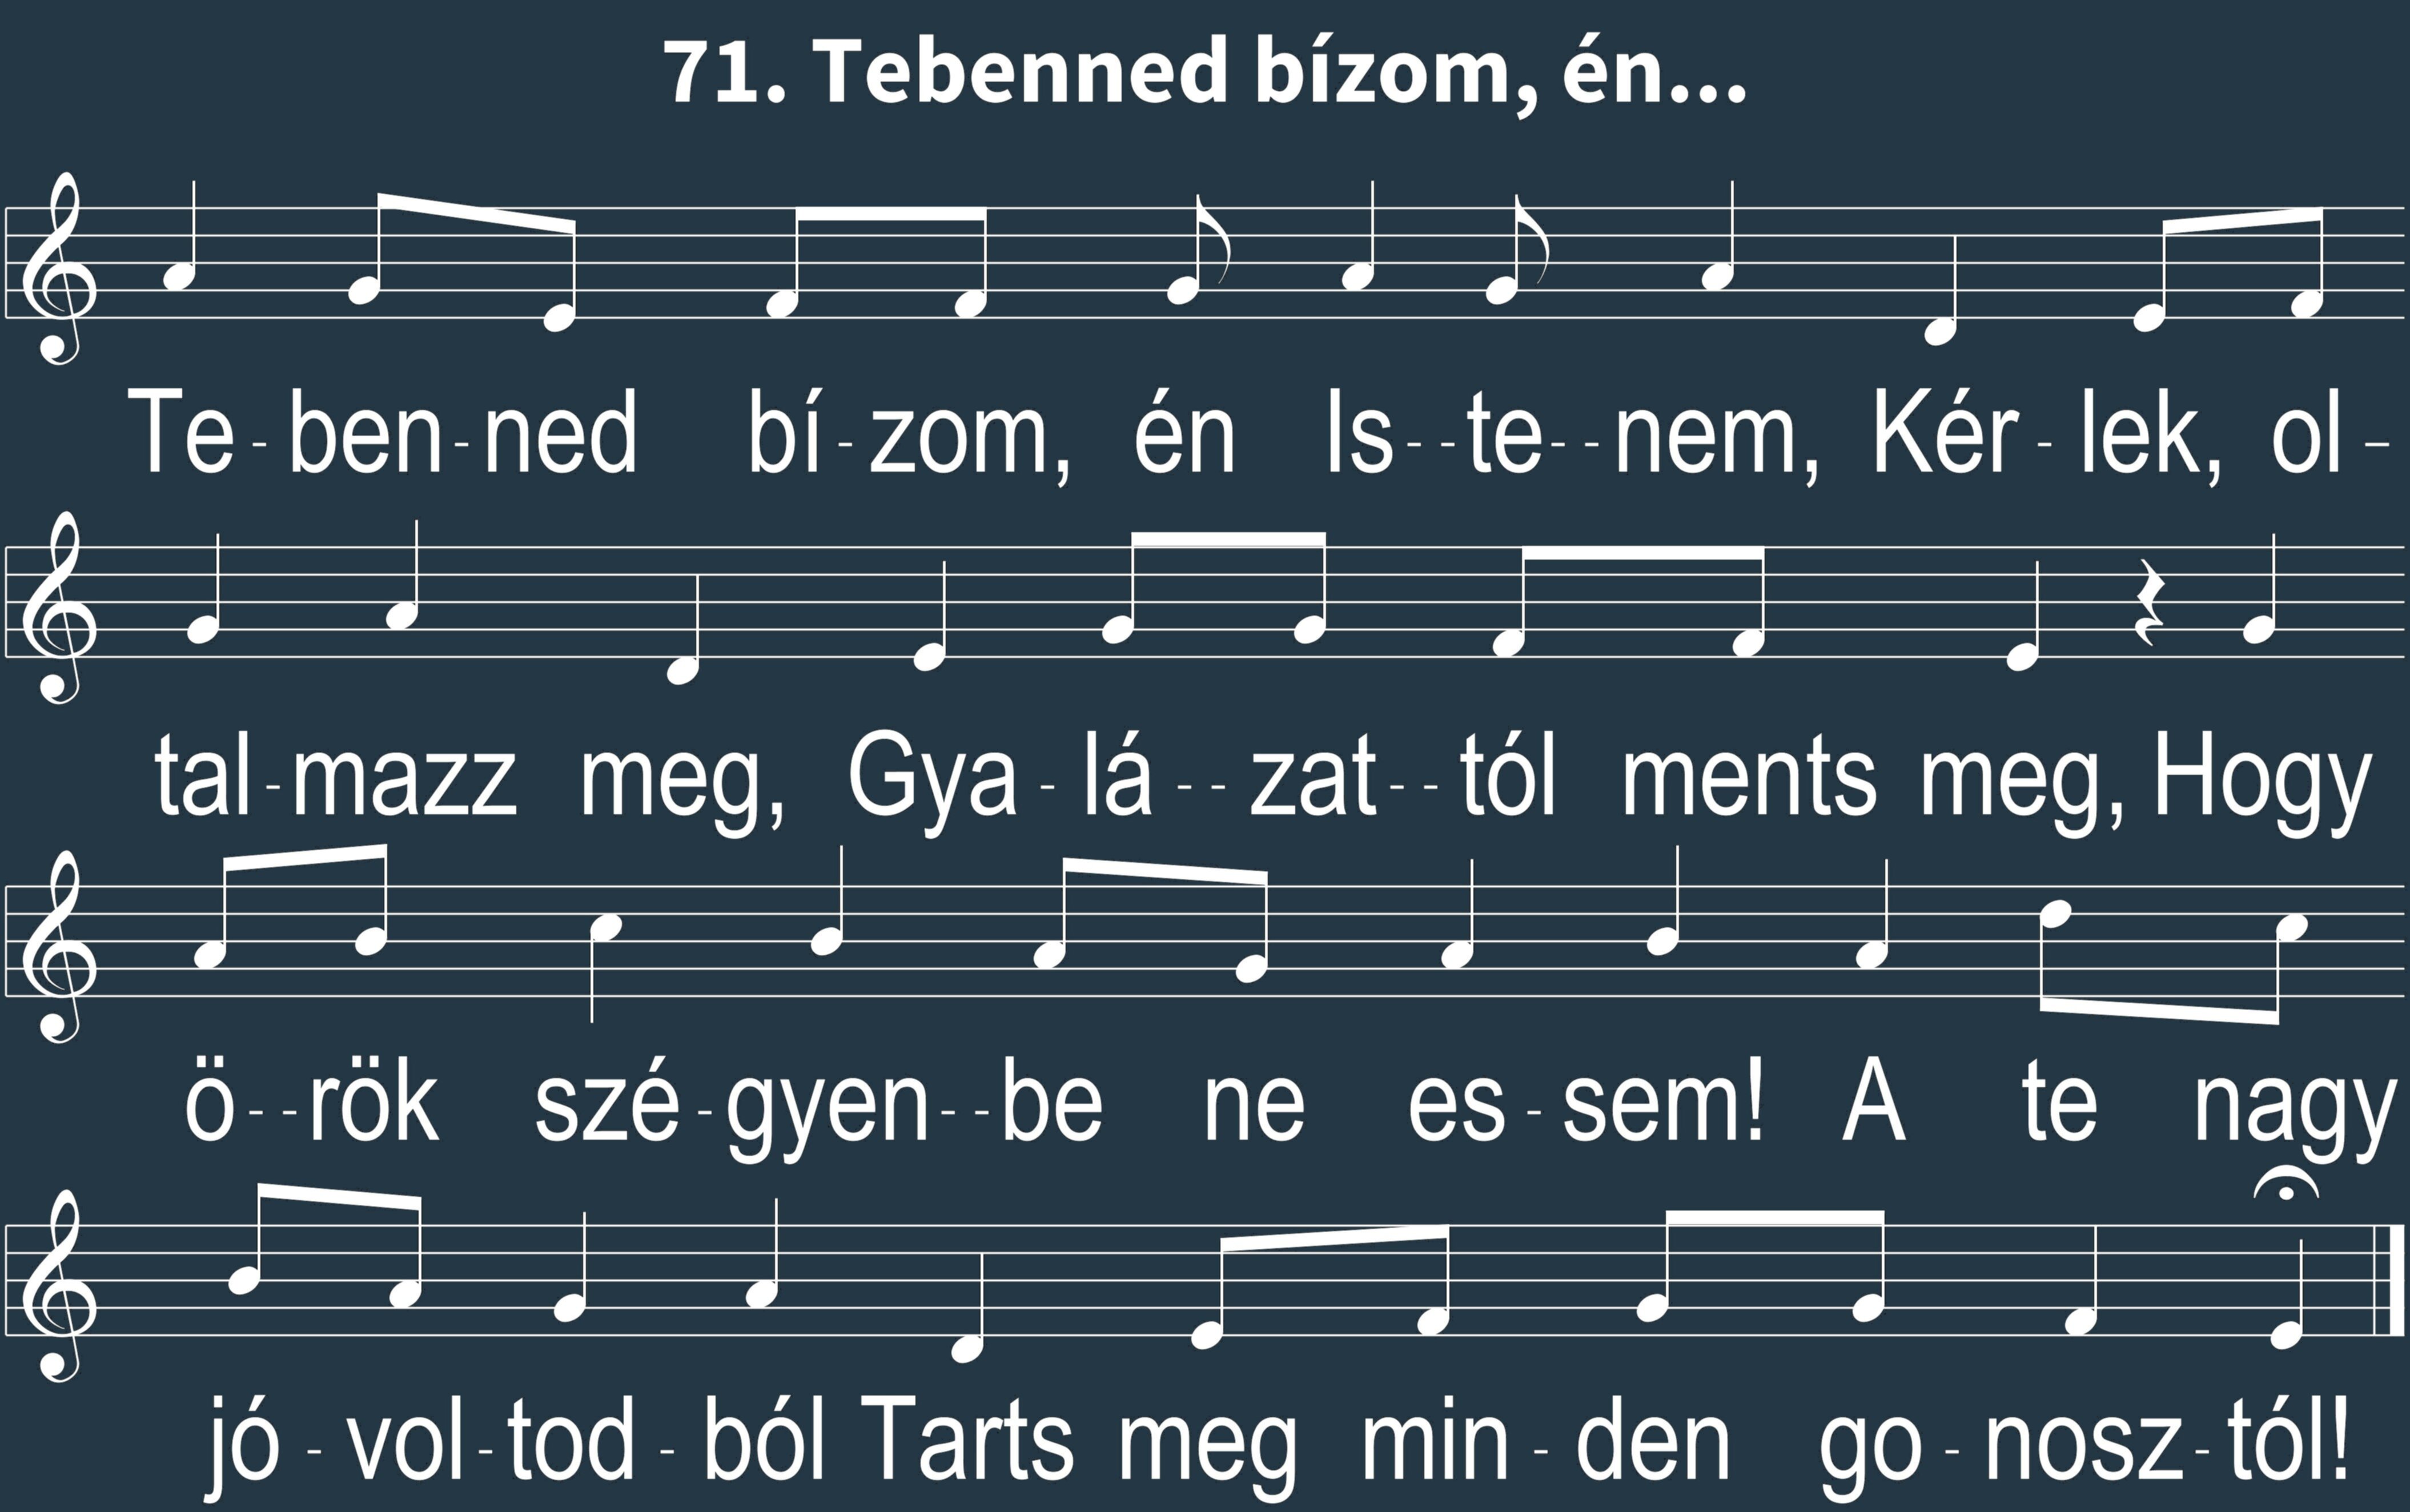 71. Tebenned bízom, én...
Te-ben-ned bí-zom, én Is--te--nem, Kér-lek, ol-
tal-mazz meg, Gya-lá--zat--tól ments meg, Hogy
ö--rök szé-gyen--be ne es-sem! A te nagy
jó-vol-tod-ból Tarts meg min-den go-nosz-tól!